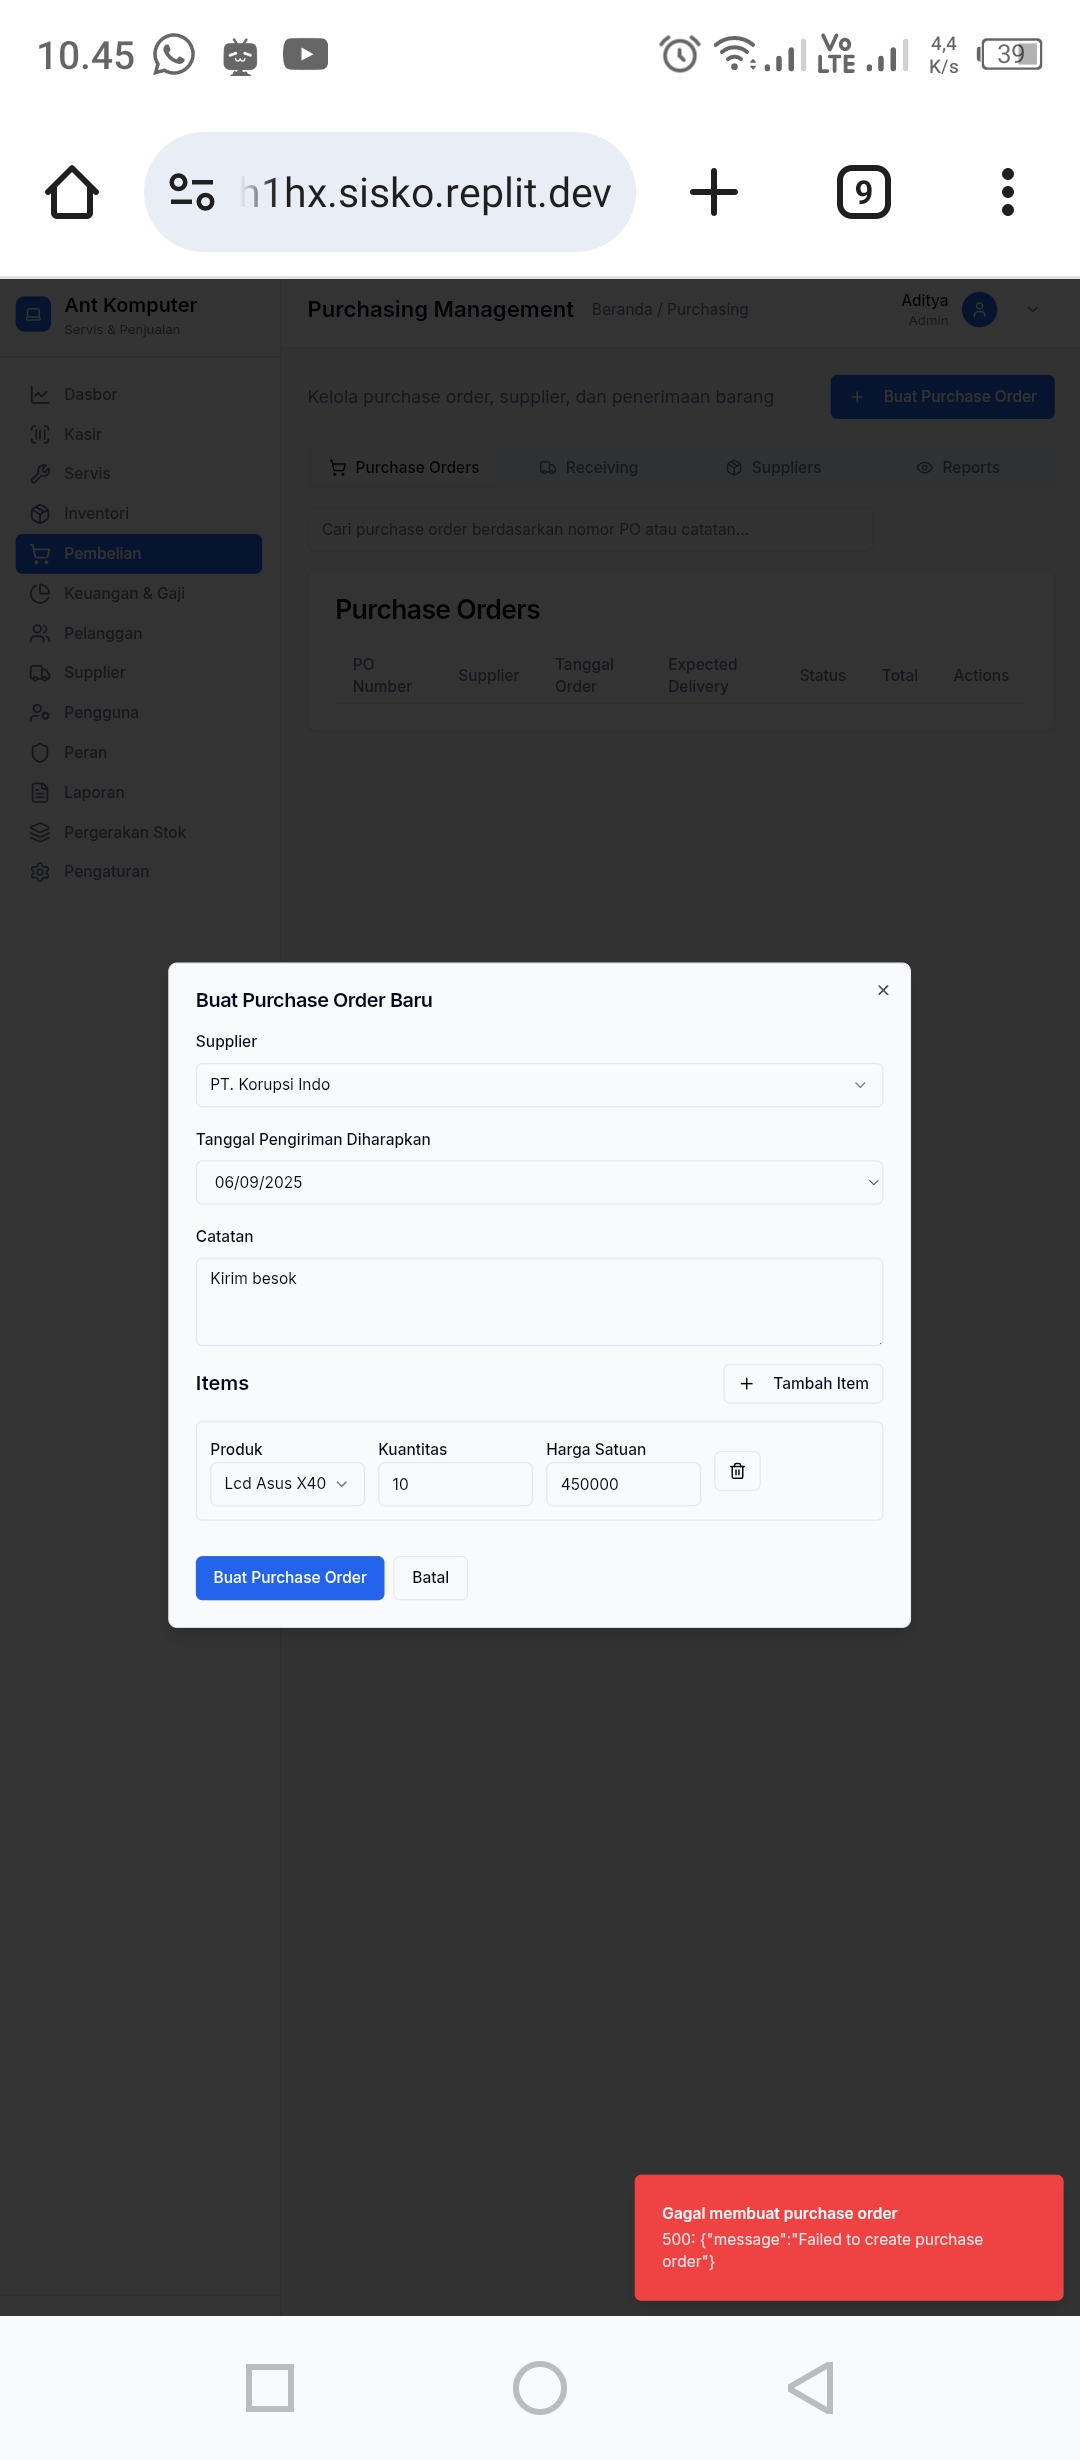 10.45
Vo LTE
4,4 K/s
39
h1hx.sisko.replit.dev
9
Ant Komputer
Servis & Penjualan
Purchasing Management
Beranda / Purchasing
Aditya
Admin
Dasbor
Kasir
Servis
Inventori
Pembelian
Keuangan & Gaji
Pelanggan
Supplier
Pengguna
Peran
Laporan
Pergerakan Stok
Pengaturan
Kelola purchase order, supplier, dan penerimaan barang
Buat Purchase Order
Purchase Orders
Receiving
Suppliers
Reports
Cari purchase order berdasarkan nomor PO atau catatan...
Purchase Orders
PO Number
Supplier
Tanggal Order
Expected Delivery
Status
Total
Actions
Buat Purchase Order Baru
Supplier
PT. Korupsi Indo
Tanggal Pengiriman Diharapkan
06/09/2025
Catatan
Kirim besok
Items
Tambah Item
Produk
Kuantitas
Harga Satuan
Lcd Asus X40
10
450000
Buat Purchase Order
Batal
Gagal membuat purchase order
500: {"message":"Failed to create purchase
order"}